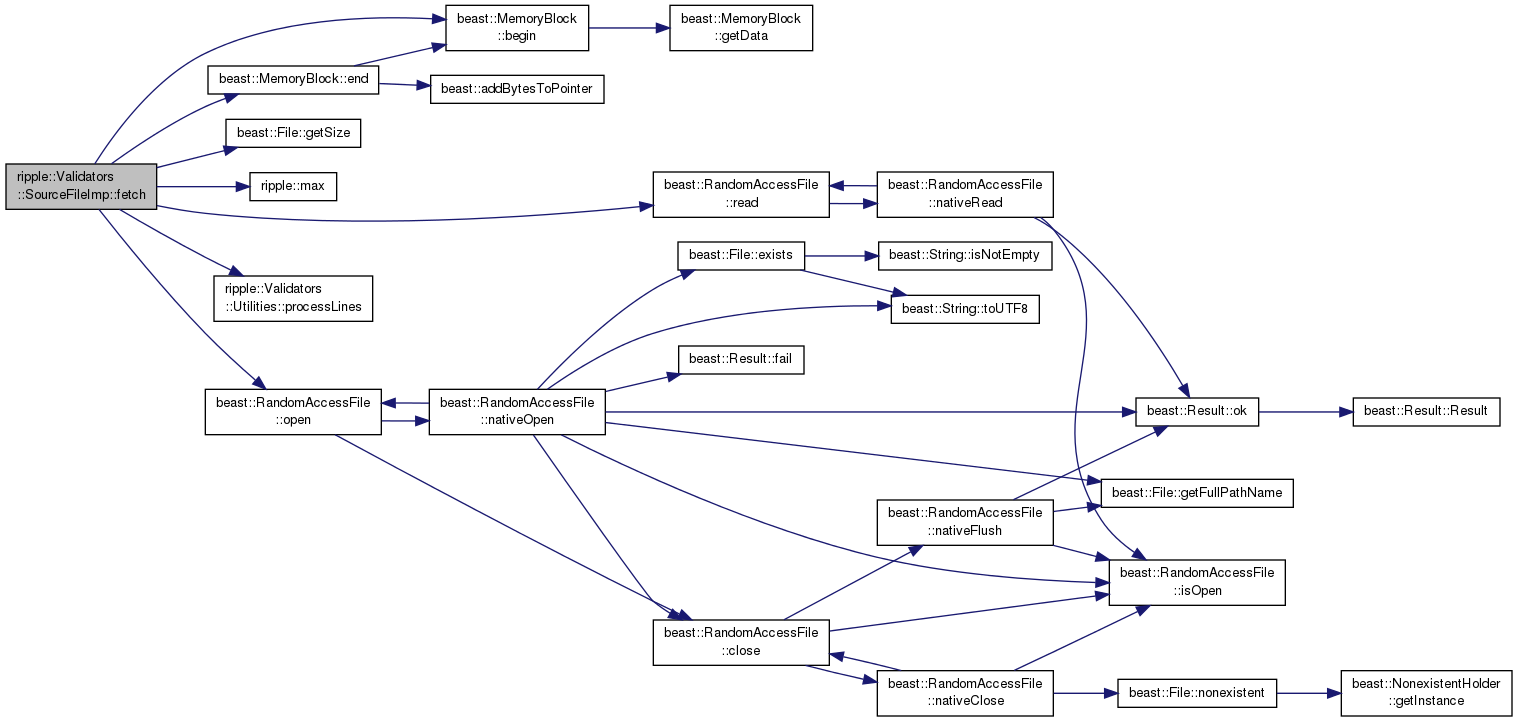 beast::MemoryBlock
::begin
beast::MemoryBlock
::getData
beast::MemoryBlock::end
beast::addBytesToPointer
beast::File::getSize
ripple::Validators
::SourceFileImp::fetch
ripple::max
beast::RandomAccessFile
::read
beast::RandomAccessFile
::nativeRead
beast::File::exists
beast::String::isNotEmpty
ripple::Validators
::Utilities::processLines
beast::String::toUTF8
beast::Result::fail
beast::RandomAccessFile
::open
beast::RandomAccessFile
::nativeOpen
beast::Result::ok
beast::Result::Result
beast::File::getFullPathName
beast::RandomAccessFile
::nativeFlush
beast::RandomAccessFile
::isOpen
beast::RandomAccessFile
::close
beast::RandomAccessFile
::nativeClose
beast::File::nonexistent
beast::NonexistentHolder
::getInstance